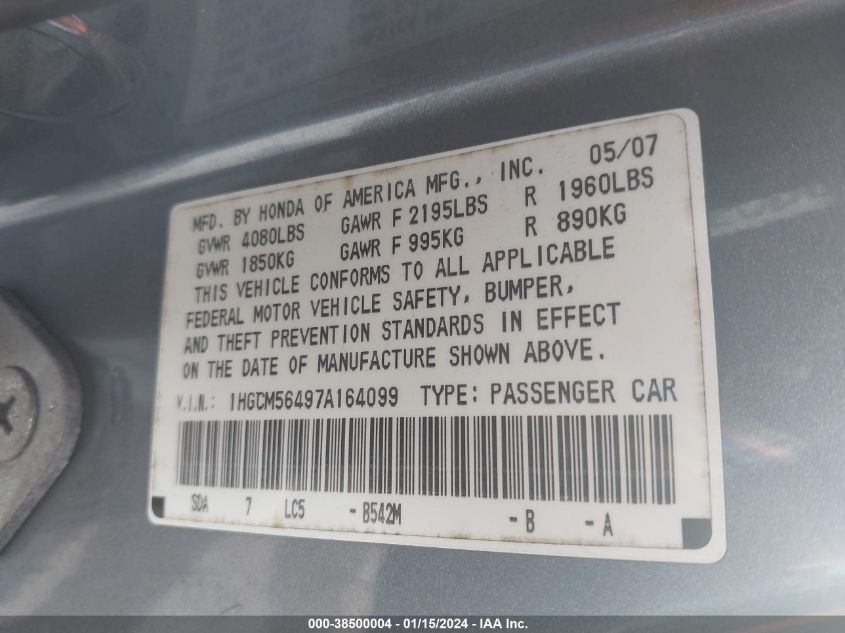 MFD. BY HONDA OF AMERICA MFG., INC. 05/07
GVWR 4080LBS GAWR F 2195LBS R 1960LBS
GVWR 1850KG GAWR F 995KG R 890KG
THIS VEHICLE CONFORMS TO ALL APPLICABLE
FEDERAL MOTOR VEHICLE SAFETY, BUMPER,
AND THEFT PREVENTION STANDARDS IN EFFECT
ON THE DATE OF MANUFACTURE SHOWN ABOVE.
V.I.N.: 1HGCM56497A164099 TYPE: PASSENGER CAR
SDA 7 LC5 -B542M -B -A
000-38500004 - 01/15/2024 - IAA Inc.